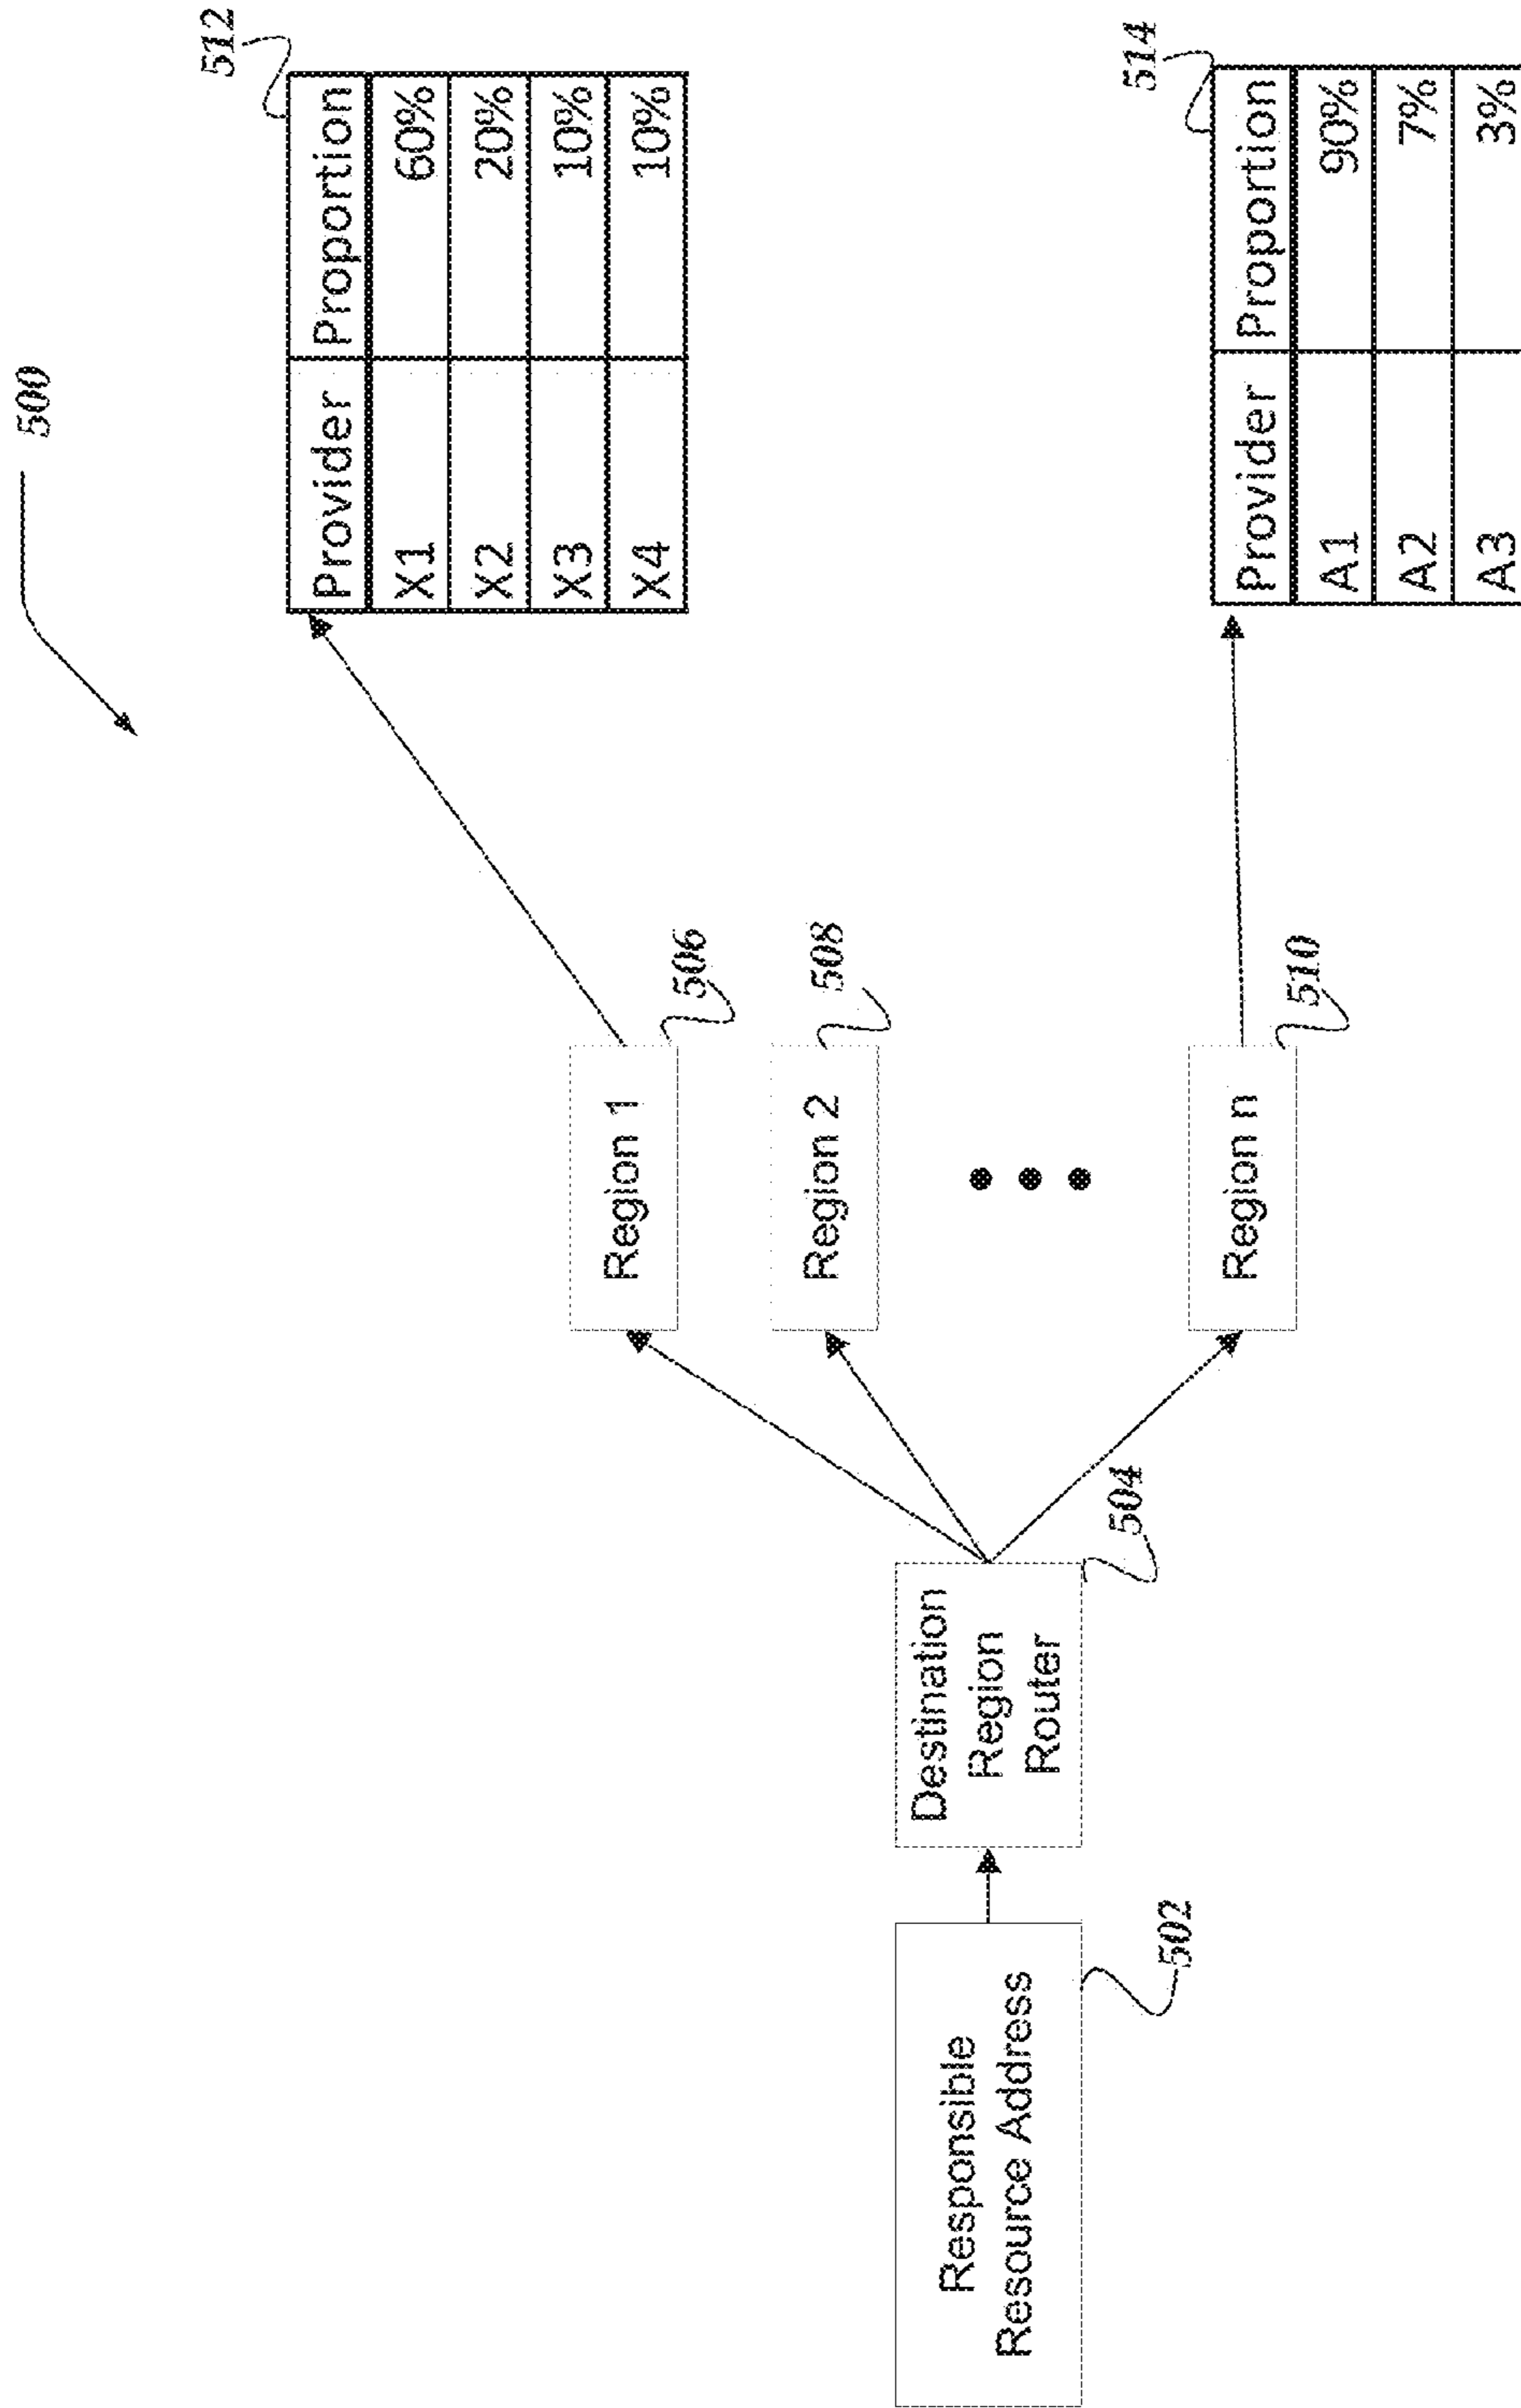 500
512
Provider Proportion
X1 60%
X2 20%
X3 10%
X4 10%
Region 1
506
Region 2
508
Destination
Region
Router
504
Responsible
Resource Address
502
Region n
510
514
Provider Proportion
A1 90%
A2 7%
A3 3%